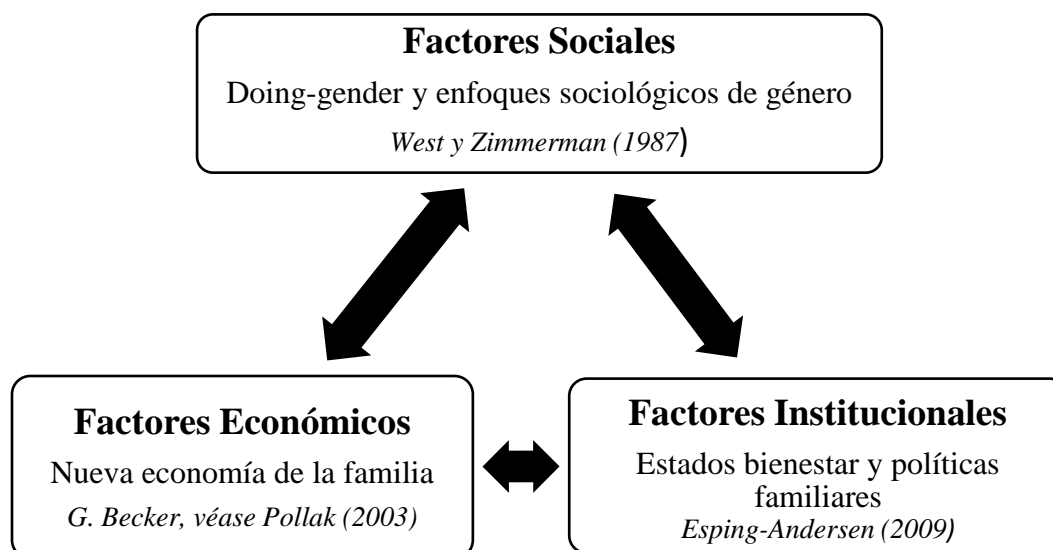 Factores Sociales
Doing-gender y enfoques sociológicos de género
West y Zimmerman (1987)
Factores Económicos
Nueva economía de la familia
G. Becker, véase Pollak (2003)
Factores Institucionales
Estados bienestar y políticas
familiares
Esping-Andersen (2009)